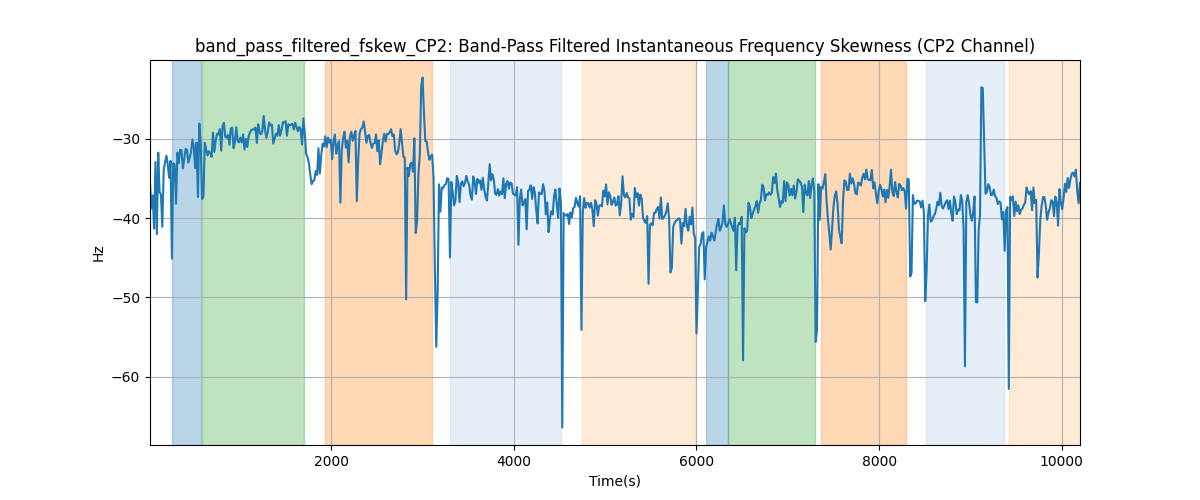 band_pass_filtered_fskew_CP2: Band-Pass Filtered Instantaneous Frequency Skewness (CP2 Channel)
−30
−40
−50
−60
Hz
2000 4000 6000 8000 10000
Time(s)